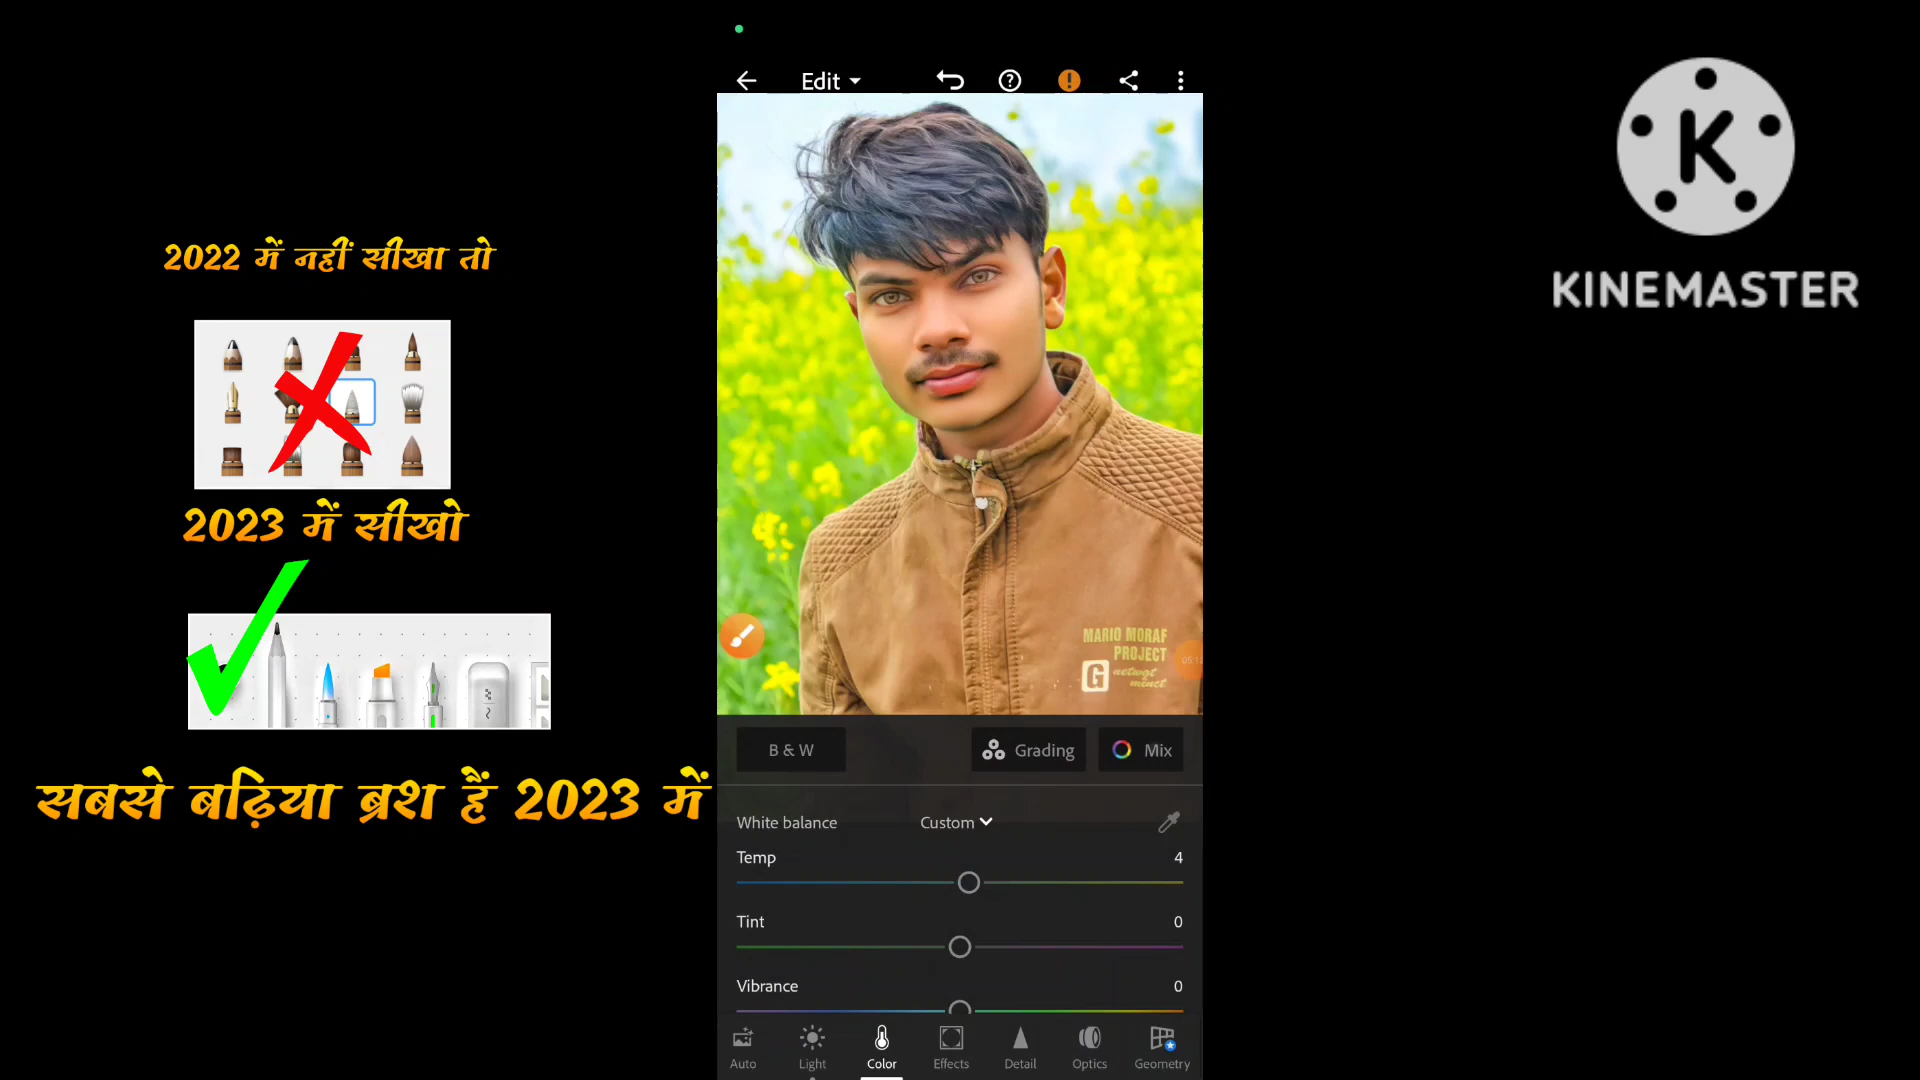 2022 में नहीं सीखा तो
2023 में सीखो
सबसे बढ़िया ब्रश हैं 2023 में
Edit
MARIO MORAF
PROJECT
G
B & W
Grading
Mix
White balance
Custom
Temp
4
Tint
0
Vibrance
0
Auto
Light
Color
Effects
Detail
Optics
Geometry
K
KINEMASTER